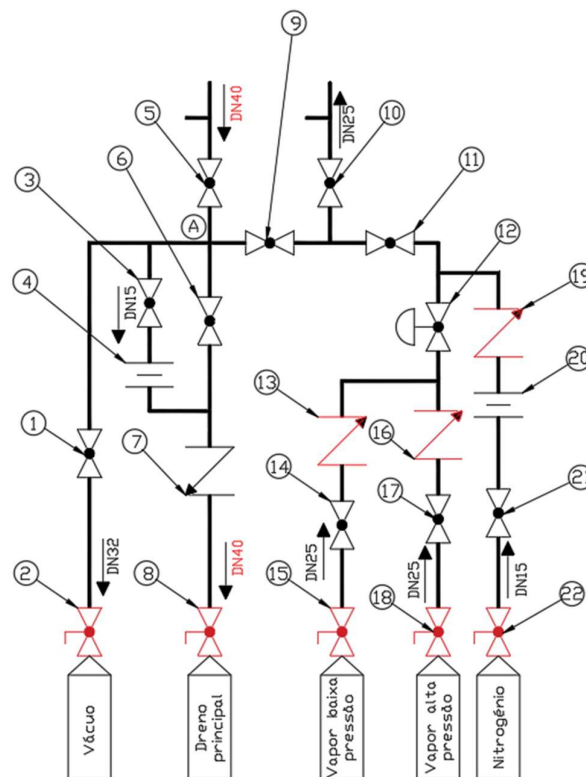 9
DN40
DN25
5
10
6
11
3
A
12
19
DN15
4
20
13
1
16
7
14
17
21
DN32
DN40
DN25
DN25
DN15
2
8
15
18
22
Vácuo
Dreno
principal
Vapor baixa
pressão
Vapor alta
pressão
Nitrogénio